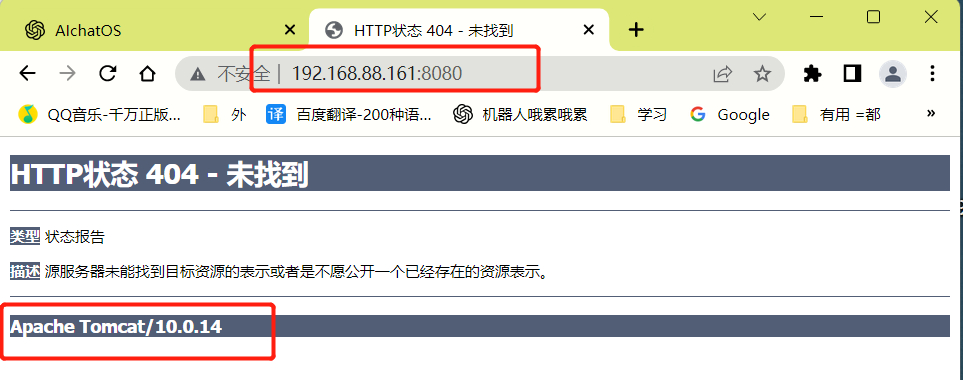 AIchatOS
HTTP状态 404 - 未找到
不安全 | 192.168.88.161:8080
QQ音乐-千万正版... 外 译 百度翻译-200种语... 机器人哦累哦累 学习 G Google 有用 =都 »
HTTP状态 404 - 未找到
类型 状态报告
描述 源服务器未能找到目标资源的表示或者是不愿公开一个已经存在的资源表示。
Apache Tomcat/10.0.14